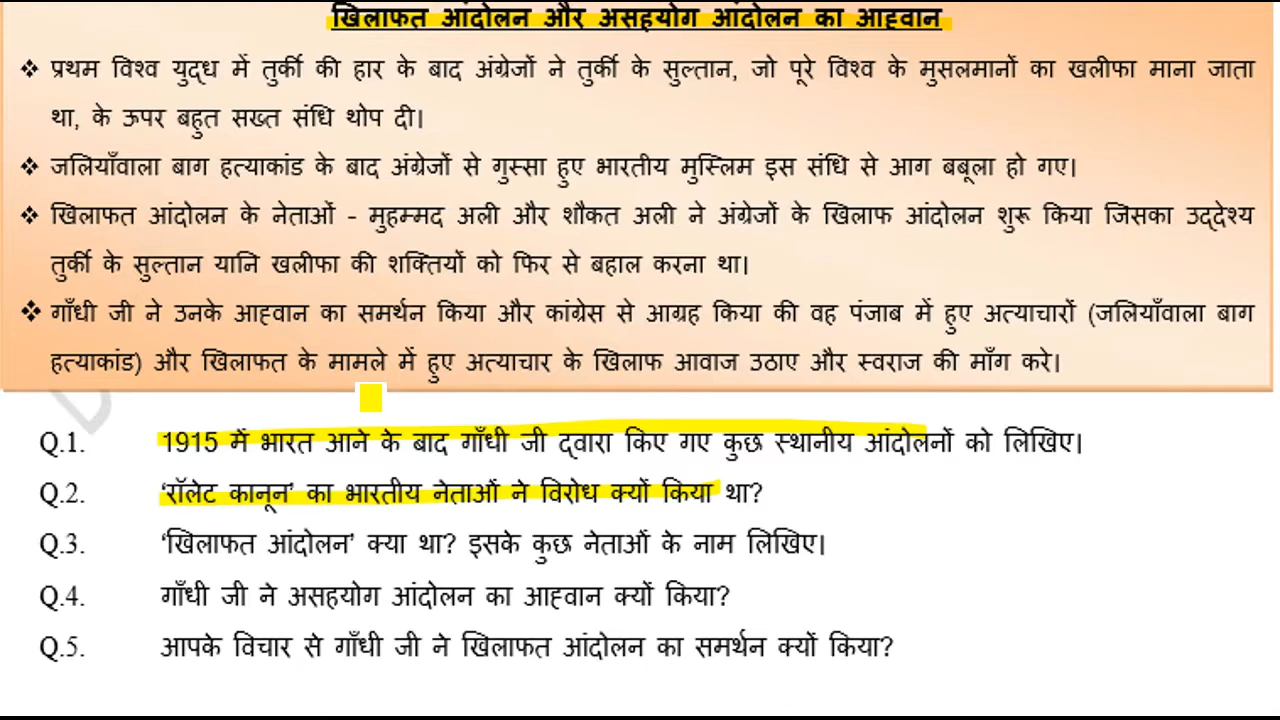 खिलाफत आंदोलन और असहयोग आंदोलन का आह्वान
❖ प्रथम विश्व युद्ध में तुर्की की हार के बाद अंग्रेजों ने तुर्की के सुल्तान, जो पूरे विश्व के मुसलमानों का खलीफा माना जाता
था, के ऊपर बहुत सख्त संधि थोप दी।
❖ जलियाँवाला बाग हत्याकांड के बाद अंग्रेजों से गुस्सा हुए भारतीय मुस्लिम इस संधि से आग बबूला हो गए।
❖ खिलाफत आंदोलन के नेताओं - मुहम्मद अली और शौकत अली ने अंग्रेजों के खिलाफ आंदोलन शुरू किया जिसका उद्देश्य
तुर्की के सुल्तान यानि खलीफा की शक्तियों को फिर से बहाल करना था।
❖ गाँधी जी ने उनके आह्वान का समर्थन किया और कांग्रेस से आग्रह किया की वह पंजाब में हुए अत्याचारों (जलियाँवाला बाग
हत्याकांड) और खिलाफत के मामले में हुए अत्याचार के खिलाफ आवाज उठाए और स्वराज की माँग करे।
Q.1. 1915 में भारत आने के बाद गाँधी जी द्वारा किए गए कुछ स्थानीय आंदोलनों को लिखिए।
Q.2. ‘रॉलेट कानून’ का भारतीय नेताओं ने विरोध क्यों किया था?
Q.3. ‘खिलाफत आंदोलन’ क्या था? इसके कुछ नेताओं के नाम लिखिए।
Q.4. गाँधी जी ने असहयोग आंदोलन का आह्वान क्यों किया?
Q.5. आपके विचार से गाँधी जी ने खिलाफत आंदोलन का समर्थन क्यों किया?